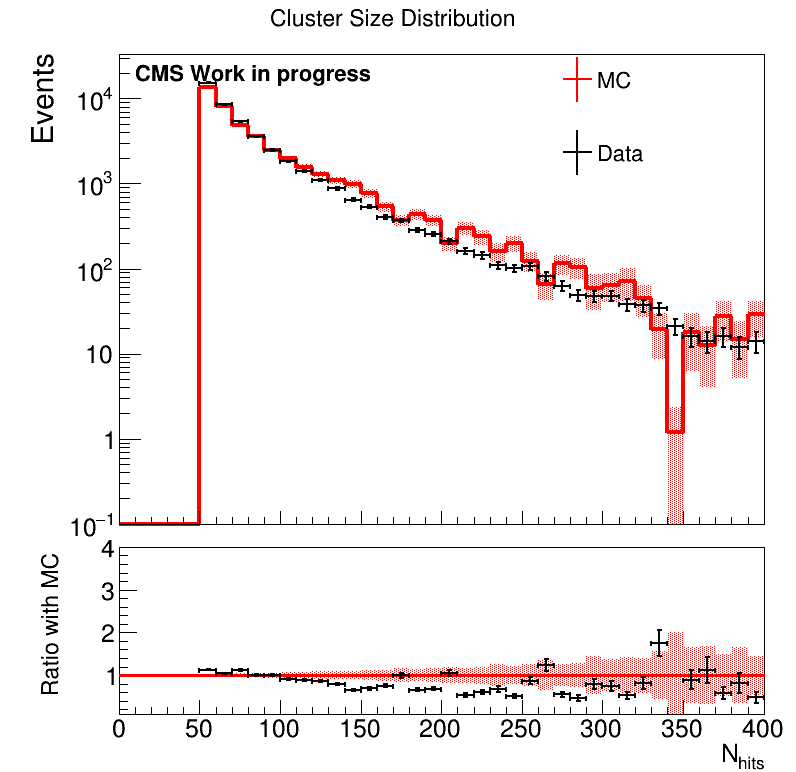 Cluster Size Distribution
CMS Work in progress
MC
Data
Events
10⁴
10³
10²
10
1
10⁻¹
Ratio with MC
4
3
2
1
0 50 100 150 200 250 300 350 400
N_hits